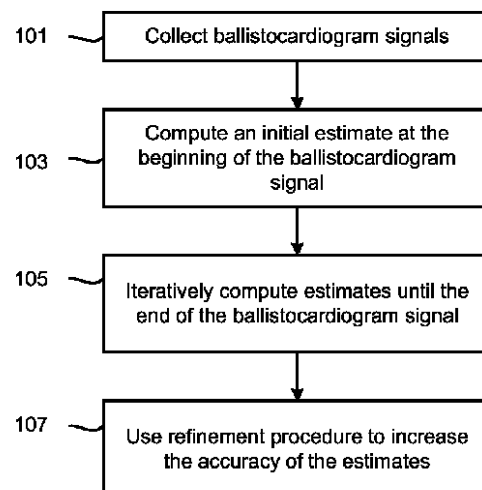 101
Collect ballistocardiogram signals
103
Compute an initial estimate at the
beginning of the ballistocardiogram
signal
105
Iteratively compute estimates until the
end of the ballistocardiogram signal
107
Use refinement procedure to increase
the accuracy of the estimates